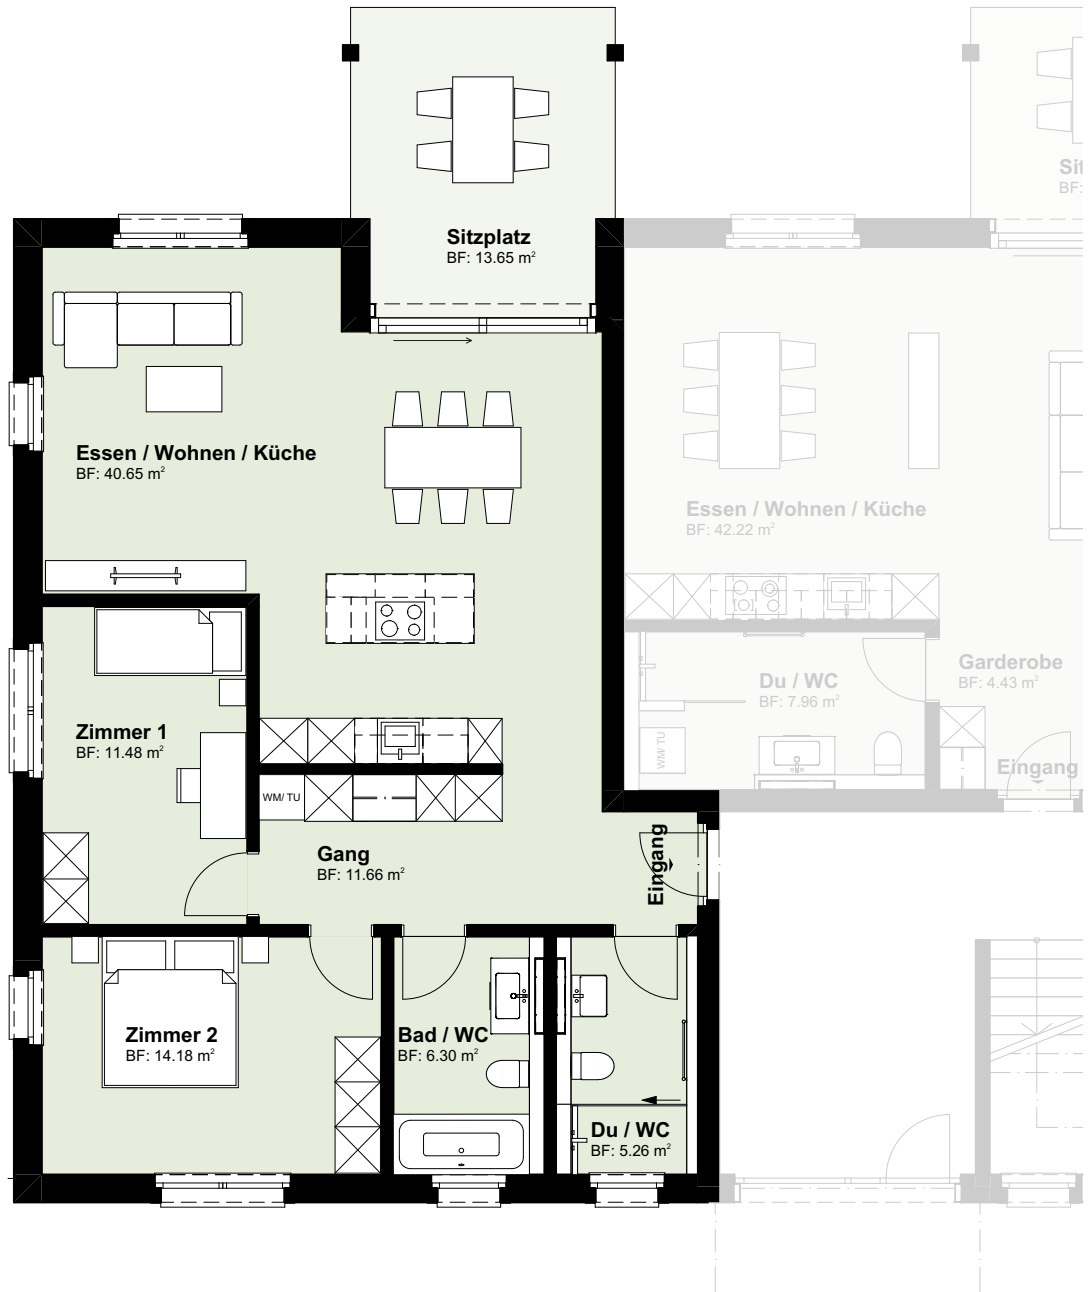 Sitzplatz
BF: 13.65 m²
Essen / Wohnen / Küche
BF: 40.65 m²
Zimmer 1
BF: 11.48 m²
WM/ TU
Gang
BF: 11.66 m²
Eingang
Zimmer 2
BF: 14.18 m²
Bad / WC
BF: 6.30 m²
Du / WC
BF: 5.26 m²
BF:
Essen / Wohnen / Küche
BF: 42.22 m²
Du / WC
BF: 7.96 m²
WM/ TU
Garderobe
BF: 4.43 m²
Eingang